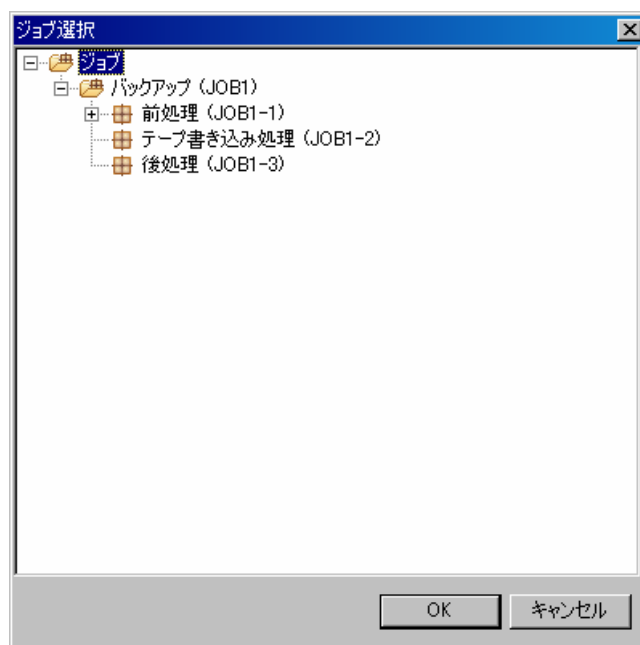 ジョブ選択
ジョブ
バックアップ (JOB1)
前処理 (JOB1-1)
テープ書き込み処理 (JOB1-2)
後処理 (JOB1-3)
OK
キャンセル